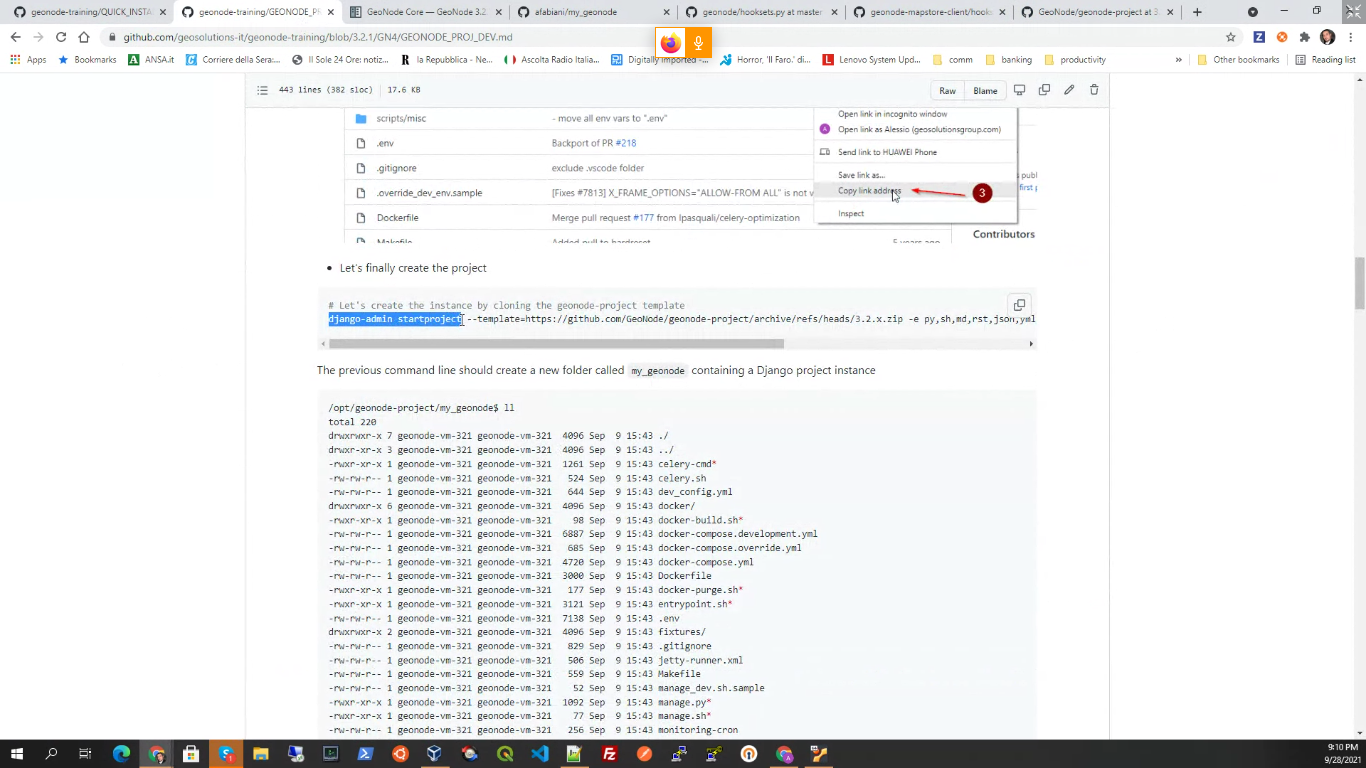 geonode-training/QUICK_INSTA
geonode-training/GEONODE_PR
GeoNode Core — GeoNode 3.2
afabiani/my_geonode
geonode/hooksets.py at master
geonode-mapstore-client/hooks
GeoNode/geonode-project at 3.
github.com/geosolutions-it/geonode-training/blob/3.2.1/GN4/GEONODE_PROJ_DEV.md
Apps
Bookmarks
ANSA.it
Corriere della Sera:...
Il Sole 24 Ore: notiz...
la Repubblica - Ne...
Ascolta Radio Italia...
Digitally Imported -...
Horror, 'Il Faro.' di...
Lenovo System Upd...
comm
banking
productivity
»
Other bookmarks
Reading list
443 lines (382 sloc) 17.6 KB
Raw
Blame
Open link in incognito window
scripts/misc - move all env vars to ".env"
Open link as Alessio (geosolutionsgroup.com)
.env Backport of PR #218
Send link to HUAWEI Phone
.gitignore exclude .vscode folder
Save link as...
.override_dev_env.sample [Fixes #7813] X_FRAME_OPTIONS="ALLOW-FROM ALL" is not v
Copy link address
3
Dockerfile Merge pull request #177 from lpasquali/celery-optimization
Inspect
Contributors
Makefile Added pull to hardreset 5 years ago
• Let's finally create the project
# Let's create the instance by cloning the geonode-project template
django-admin startproject --template=https://github.com/GeoNode/geonode-project/archive/refs/heads/3.2.x.zip -e py,sh,md,rst,json,yml
The previous command line should create a new folder called my_geonode containing a Django project instance
/opt/geonode-project/my_geonode$ ll
total 220
drwxrwxr-x 7 geonode-vm-321 geonode-vm-321 4096 Sep 9 15:43 ./
drwxr-xr-x 3 geonode-vm-321 geonode-vm-321 4096 Sep 9 15:43 ../
-rwxr-xr-x 1 geonode-vm-321 geonode-vm-321 1261 Sep 9 15:43 celery-cmd*
-rw-rw-r-- 1 geonode-vm-321 geonode-vm-321 524 Sep 9 15:43 celery.sh
-rw-rw-r-- 1 geonode-vm-321 geonode-vm-321 644 Sep 9 15:43 dev_config.yml
drwxrwxr-x 6 geonode-vm-321 geonode-vm-321 4096 Sep 9 15:43 docker/
-rwxr-xr-x 1 geonode-vm-321 geonode-vm-321 98 Sep 9 15:43 docker-build.sh*
-rw-rw-r-- 1 geonode-vm-321 geonode-vm-321 6887 Sep 9 15:43 docker-compose.development.yml
-rw-rw-r-- 1 geonode-vm-321 geonode-vm-321 685 Sep 9 15:43 docker-compose.override.yml
-rw-rw-r-- 1 geonode-vm-321 geonode-vm-321 4720 Sep 9 15:43 docker-compose.yml
-rw-rw-r-- 1 geonode-vm-321 geonode-vm-321 3000 Sep 9 15:43 Dockerfile
-rwxr-xr-x 1 geonode-vm-321 geonode-vm-321 177 Sep 9 15:43 docker-purge.sh*
-rwxr-xr-x 1 geonode-vm-321 geonode-vm-321 3121 Sep 9 15:43 entrypoint.sh*
-rw-rw-r-- 1 geonode-vm-321 geonode-vm-321 7138 Sep 9 15:43 .env
drwxrwxr-x 2 geonode-vm-321 geonode-vm-321 4096 Sep 9 15:43 fixtures/
-rw-rw-r-- 1 geonode-vm-321 geonode-vm-321 829 Sep 9 15:43 .gitignore
-rw-rw-r-- 1 geonode-vm-321 geonode-vm-321 506 Sep 9 15:43 jetty-runner.xml
-rw-rw-r-- 1 geonode-vm-321 geonode-vm-321 559 Sep 9 15:43 Makefile
-rw-rw-r-- 1 geonode-vm-321 geonode-vm-321 52 Sep 9 15:43 manage_dev.sh.sample
-rwxr-xr-x 1 geonode-vm-321 geonode-vm-321 1092 Sep 9 15:43 manage.py*
-rwxr-xr-x 1 geonode-vm-321 geonode-vm-321 77 Sep 9 15:43 manage.sh*
-rw-rw-r-- 1 geonode-vm-321 geonode-vm-321 256 Sep 9 15:43 monitoring-cron
9:10 PM
9/28/2021